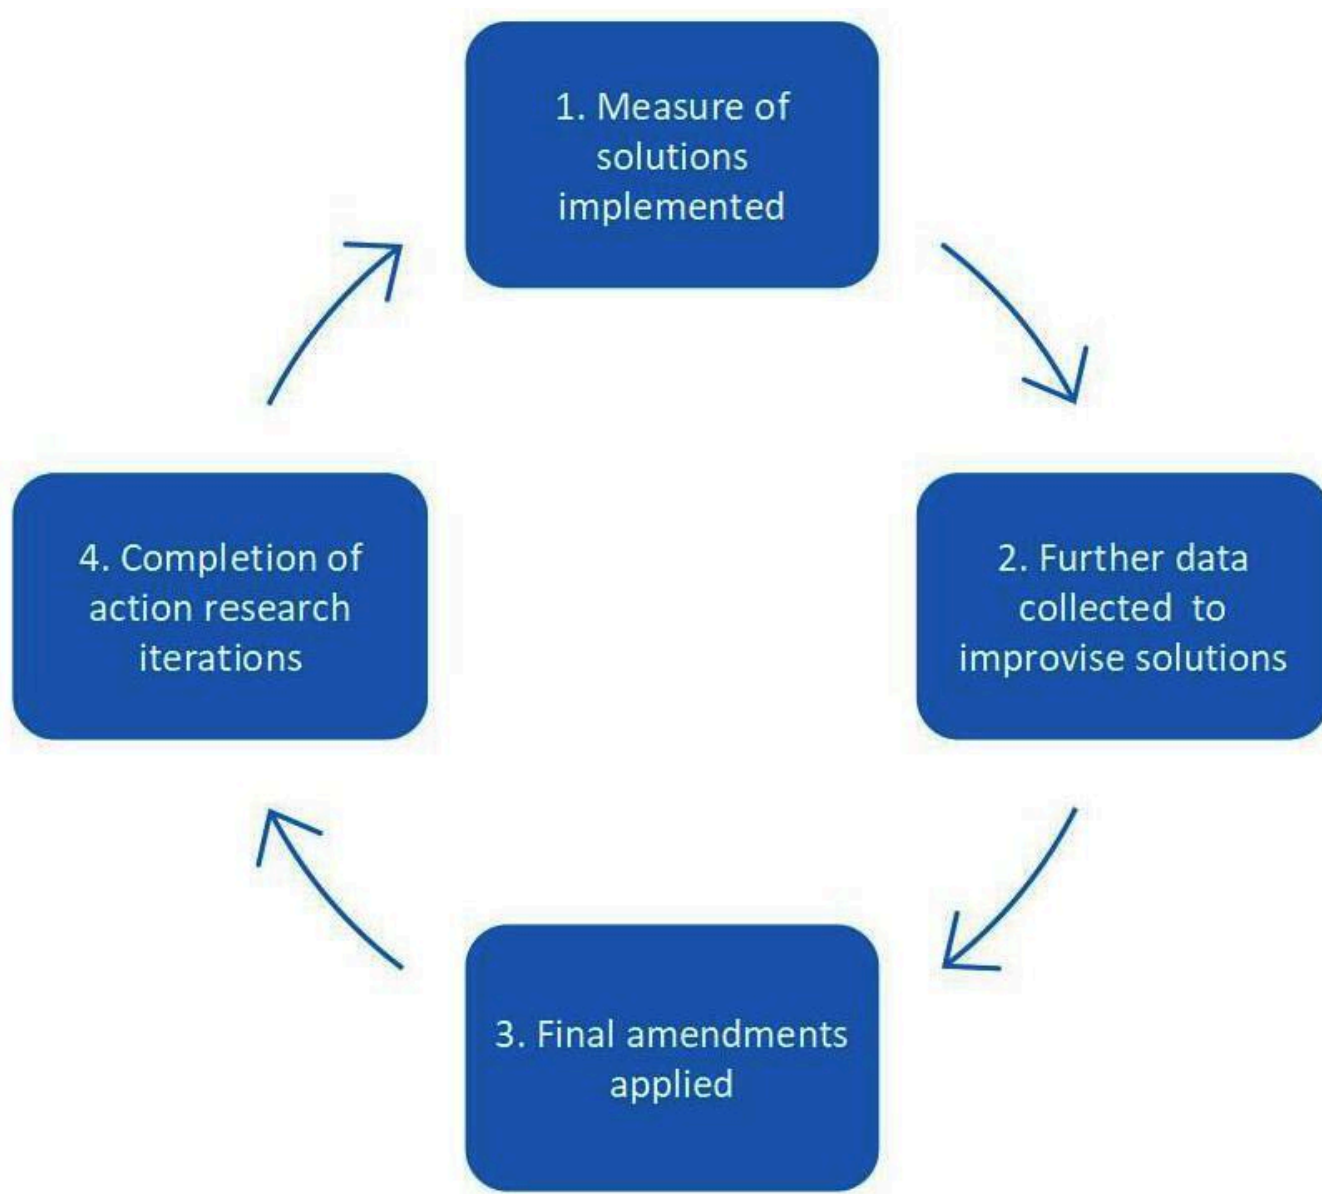 1. Measure of
solutions
implemented
2. Further data
collected to
improvise solutions
3. Final amendments
applied
4. Completion of
action research
iterations